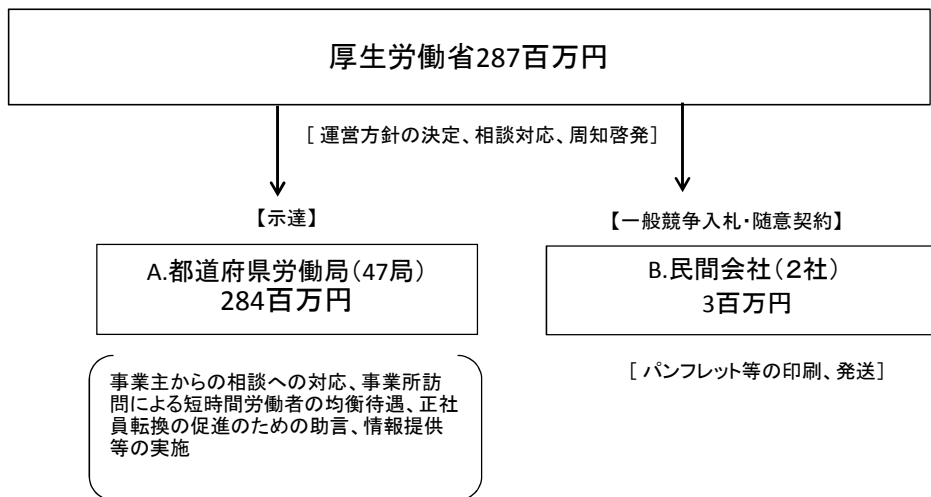 厚生労働省287百万円
[ 運営方針の決定、相談対応、周知啓発]
【示達】
【一般競争入札・随意契約】
A.都道府県労働局(47局)
284百万円
B.民間会社(2社)
3百万円
[ パンフレット等の印刷、発送]
事業主からの相談への対応、事業所訪
問による短時間労働者の均衡待遇、正社
員転換の促進のための助言、情報提供
等の実施